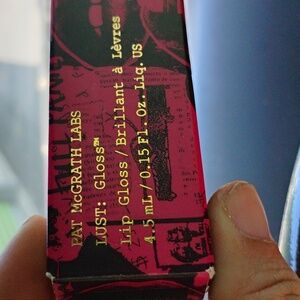 PAT McGRATH LABS
LUST: Gloss™
Lip Gloss/Brillant à Lèvres
4.5 mL / 0.15 Fl. Oz. Liq. US